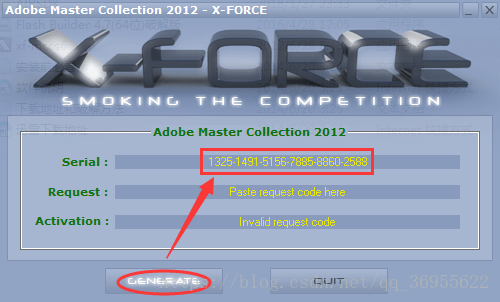 Adobe Master Collection 2012 - X-FORCE
X-FORCE
SMOKING THE COMPETITION
Adobe Master Collection 2012
Serial : 1325-1491-5156-7885-8860-2588
Request : Paste request code here
Activation : Invalid request code
GENERATE QUIT
https://blog.csdn.net/qq_36955622